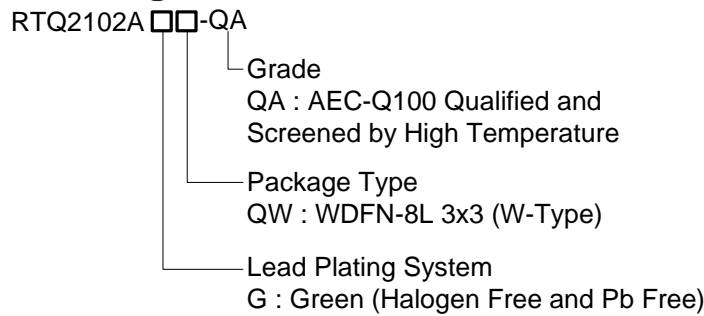 RTQ2102A □□-QA
Grade
QA : AEC-Q100 Qualified and
Screened by High Temperature
Package Type
QW : WDFN-8L 3x3 (W-Type)
Lead Plating System
G : Green (Halogen Free and Pb Free)